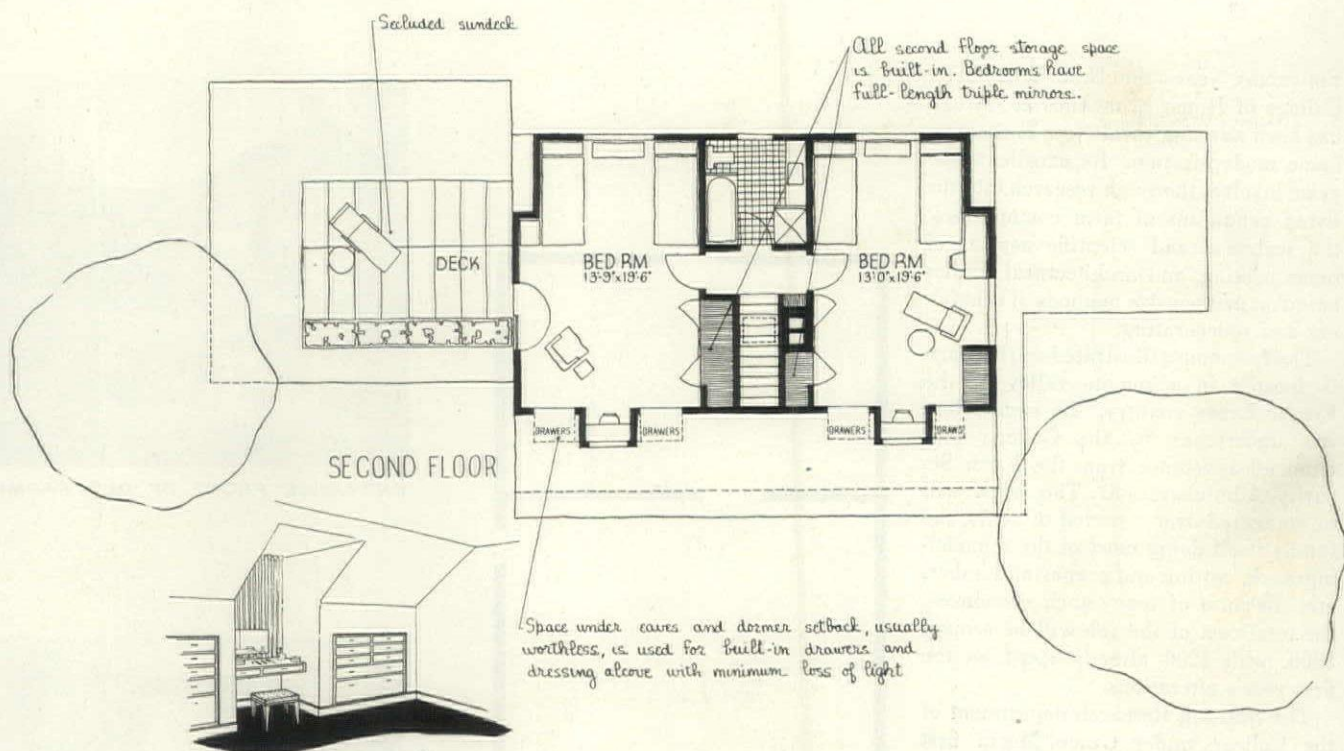 Secluded sundeck
All second floor storage space
is built-in. Bedrooms have
full-length triple mirrors.
DECK
BED RM
13'-9"x19'-6"
BED RM
13'0"x19'-6"
DRAWERS
DRAWERS
DRAWERS
DRAWS
SECOND FLOOR
Space under eaves and dormer setback, usually
worthless, is used for built-in drawers and
dressing alcove with minimum loss of light